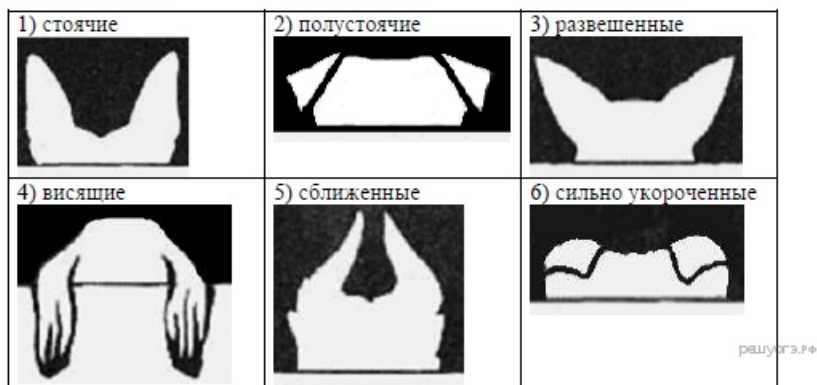 1) стоячие
2) полустоячие
3) развешенные
4) висящие
5) сближенные
6) сильно укороченные
решуогэ.рф